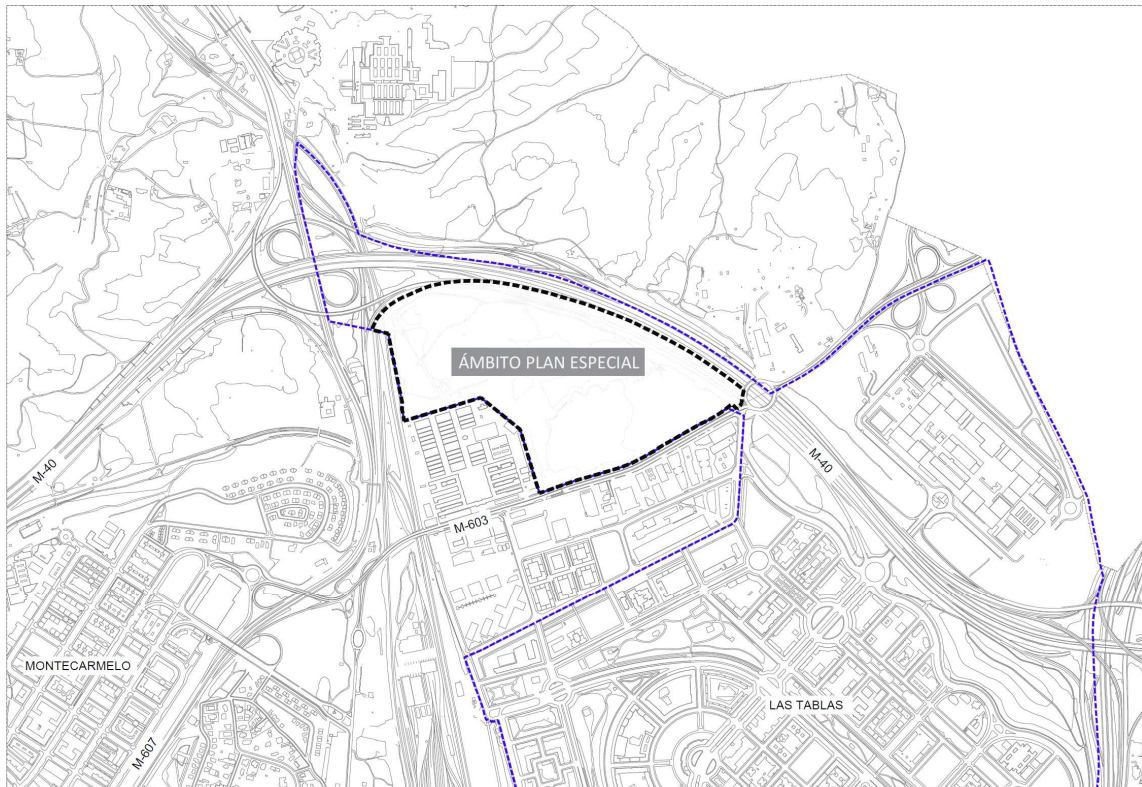 ÁMBITO PLAN ESPECIAL
M-40
M-40
M-603
MONTECARMELO
LAS TABLAS
M-607